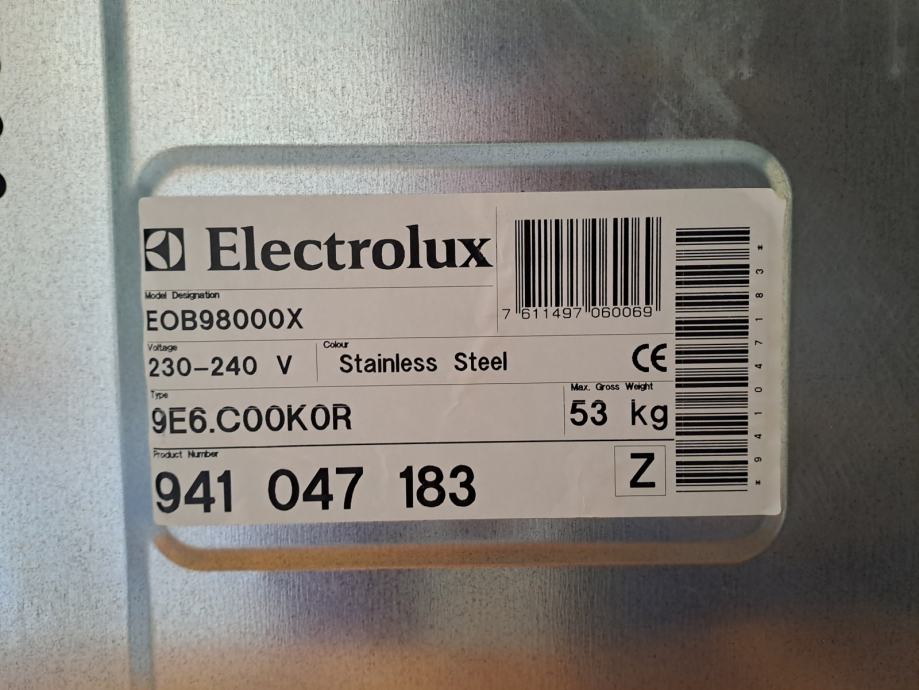 Electrolux
7 611497 060069
Model Designation
EOB98000X
Voltage
230-240 V
Colour
Stainless Steel
CE
Type
9E6.C00K0R
Max. Gross Weight
53 kg
Product Number
941 047 183
Z
* 941047183 *